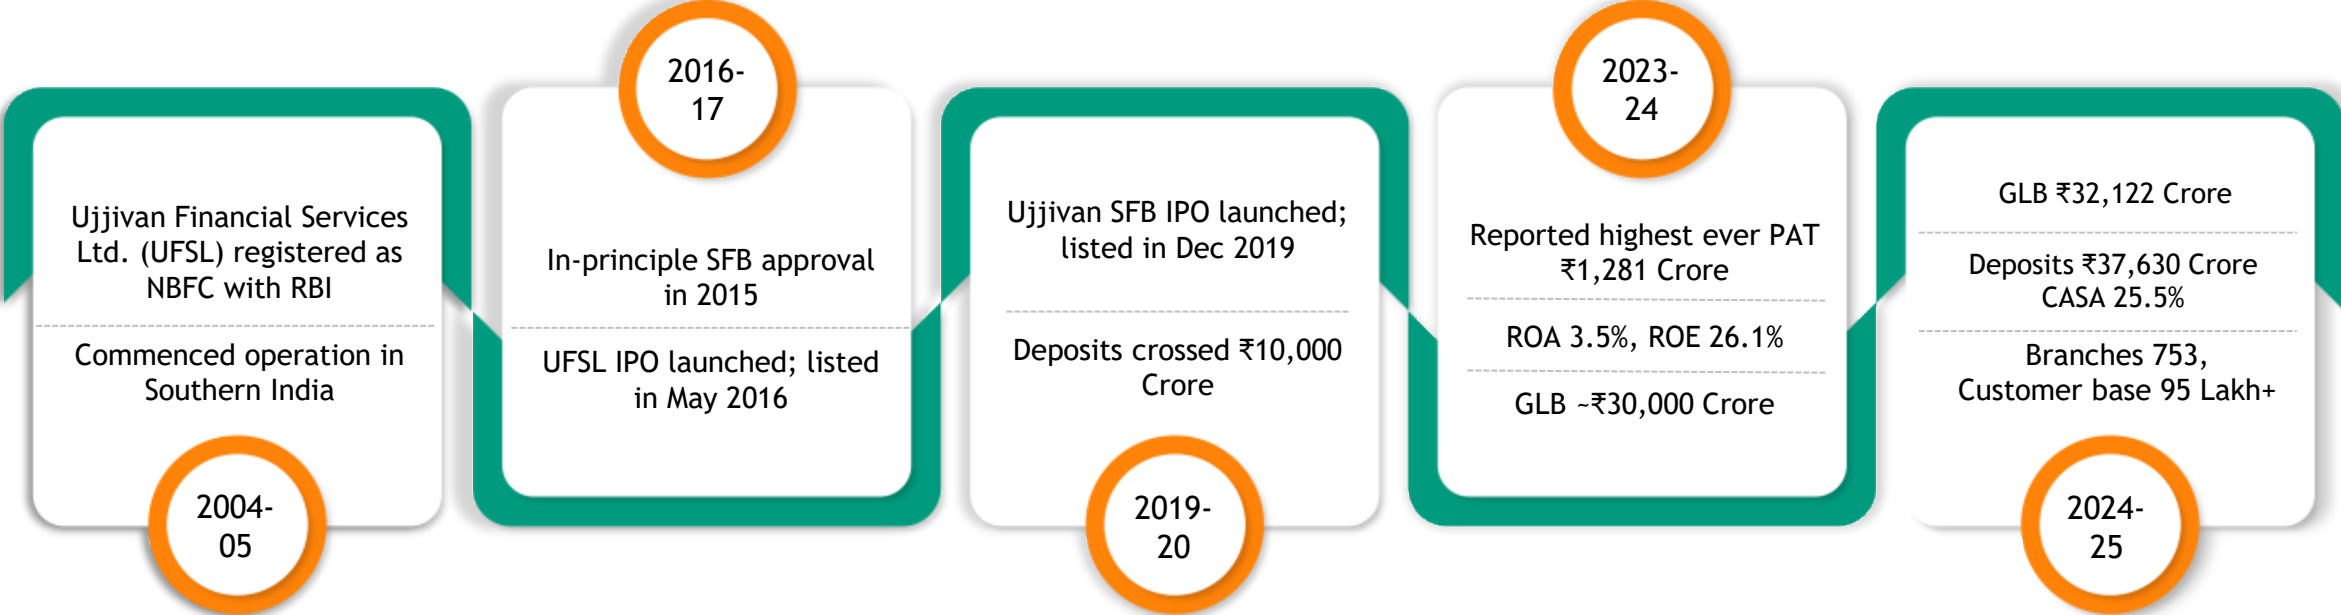 Ujjivan Financial Services
Ltd. (UFSL) registered as
NBFC with RBI
Commenced operation in
Southern India
2004-
05
2016-
17
In-principle SFB approval
in 2015
UFSL IPO launched; listed
in May 2016
Ujjivan SFB IPO launched;
listed in Dec 2019
Deposits crossed ₹10,000
Crore
2019-
20
2023-
24
Reported highest ever PAT
₹1,281 Crore
ROA 3.5%, ROE 26.1%
GLB ~₹30,000 Crore
GLB ₹32,122 Crore
Deposits ₹37,630 Crore
CASA 25.5%
Branches 753,
Customer base 95 Lakh+
2024-
25